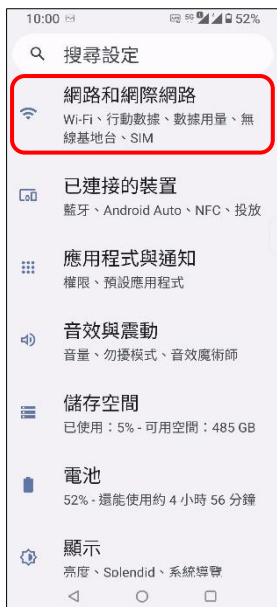 10:00 5G 52%
搜尋設定
網路和網際網路
Wi-Fi、行動數據、數據用量、無
線基地台、SIM
已連接的裝置
藍牙、Android Auto、NFC、投放
應用程式與通知
權限、預設應用程式
音效與震動
音量、勿擾模式、音效魔術師
儲存空間
已使用：5% - 可用空間：485 GB
電池
52% - 還能使用約 4 小時 56 分鐘
顯示
亮度、Splendid、系統導覽